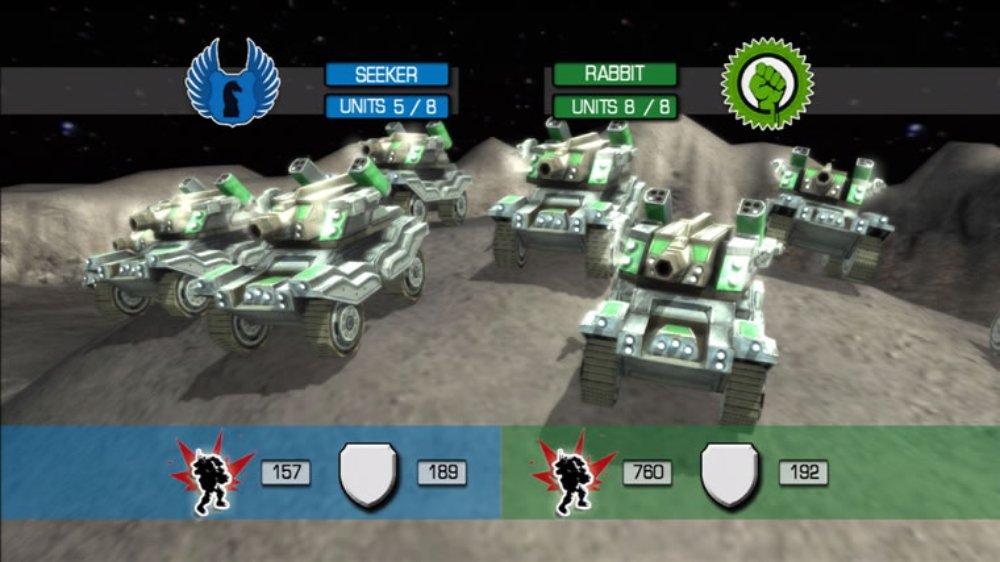 SEEKER
UNITS 5 / 8
RABBIT
UNITS 8 / 8
157
189
760
192